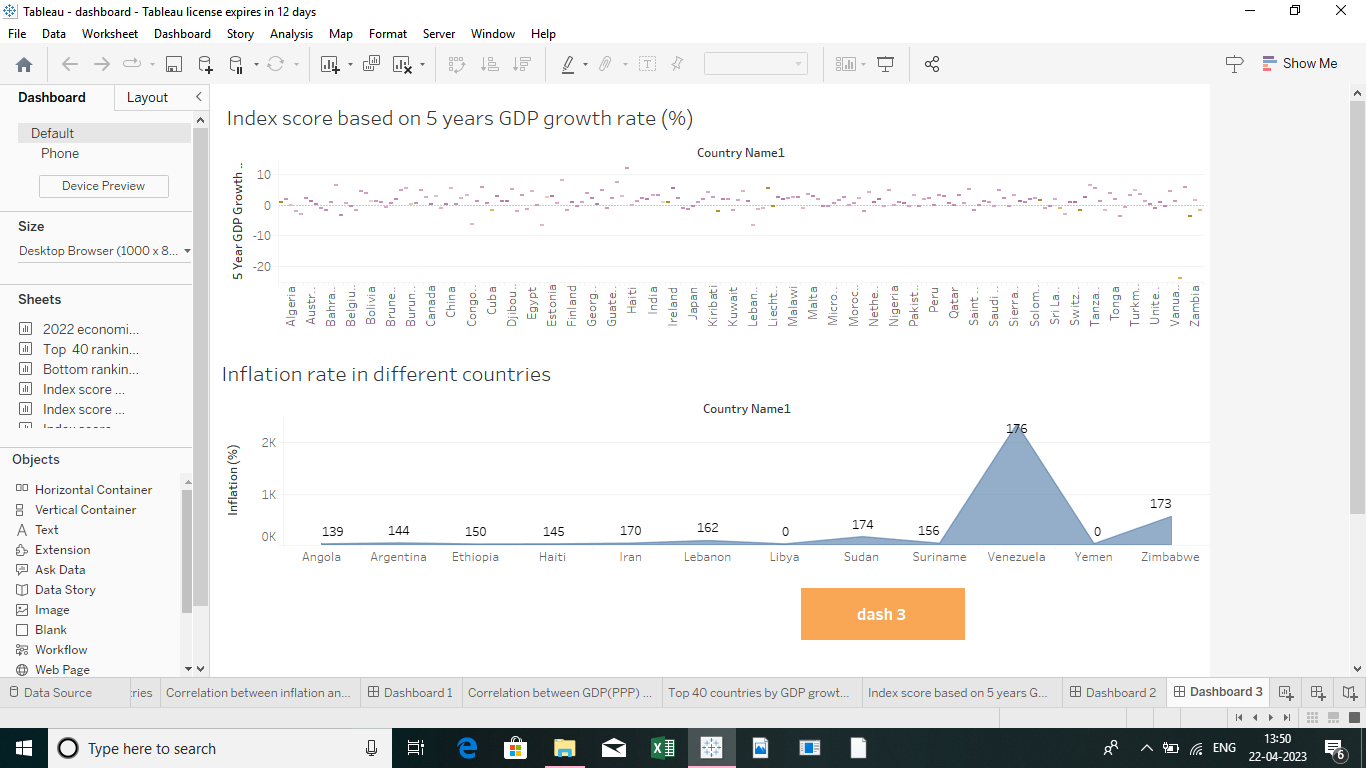 Tableau - dashboard - Tableau license expires in 12 days
File Data Worksheet Dashboard Story Analysis Map Format Server Window Help
Show Me
Dashboard Layout
Default
Phone
Device Preview
Size
Desktop Browser (1000 x 8...
Sheets
2022 economi...
Top 40 rankin...
Bottom rankin...
Index score ...
Index score ...
Objects
Horizontal Container
Vertical Container
Text
Extension
Ask Data
Data Story
Image
Blank
Workflow
Web Page
Index score based on 5 years GDP growth rate (%)
Country Name1
5 Year GDP Growth ..
10
0
-10
-20
Algeria Austr.. Bahra.. Belgiu.. Bolivia Brune.. Burun.. Canada China Congo.. Cuba Djibou.. Egypt Estonia Finland Georg.. Guate.. Haiti India Ireland Japan Kiribati Kuwait Leban.. Liecht.. Malawi Malta Micro.. Moroc.. Nethe.. Nigeria Pakist.. Peru Qatar Saint .. Saudi .. Sierra.. Solom.. Sri La.. Switz.. Tanza.. Tonga Turkm.. Unite.. Vanua.. Zambia
Inflation rate in different countries
Country Name1
Inflation (%)
2K
1K
0K
139 144 150 145 170 162 0 174 156 176 0 173
Angola Argentina Ethiopia Haiti Iran Lebanon Libya Sudan Suriname Venezuela Yemen Zimbabwe
dash 3
Data Source tries Correlation between inflation an... Dashboard 1 Correlation between GDP(PPP) ... Top 40 countries by GDP growt... Index score based on 5 years G... Dashboard 2 Dashboard 3
Type here to search
ENG
13:50
22-04-2023
6